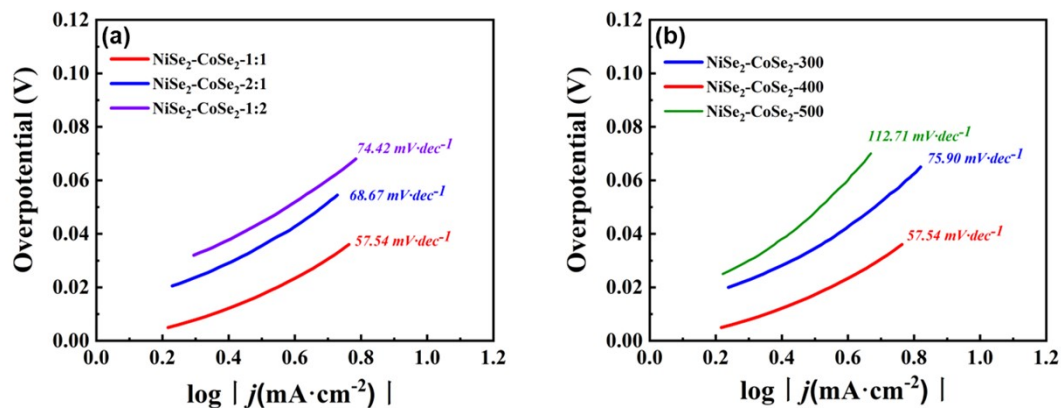 (a)
NiSe₂-CoSe₂-1:1
NiSe₂-CoSe₂-2:1
NiSe₂-CoSe₂-1:2
74.42 mV·dec⁻¹
68.67 mV·dec⁻¹
57.54 mV·dec⁻¹
Overpotential (V)
0.12
0.10
0.08
0.06
0.04
0.02
0.00
0.0 0.2 0.4 0.6 0.8 1.0 1.2
log | j(mA·cm⁻²) |
(b)
NiSe₂-CoSe₂-300
NiSe₂-CoSe₂-400
NiSe₂-CoSe₂-500
112.71 mV·dec⁻¹
75.90 mV·dec⁻¹
57.54 mV·dec⁻¹
Overpotential (V)
0.12
0.10
0.08
0.06
0.04
0.02
0.00
0.0 0.2 0.4 0.6 0.8 1.0 1.2
log | j(mA·cm⁻²) |